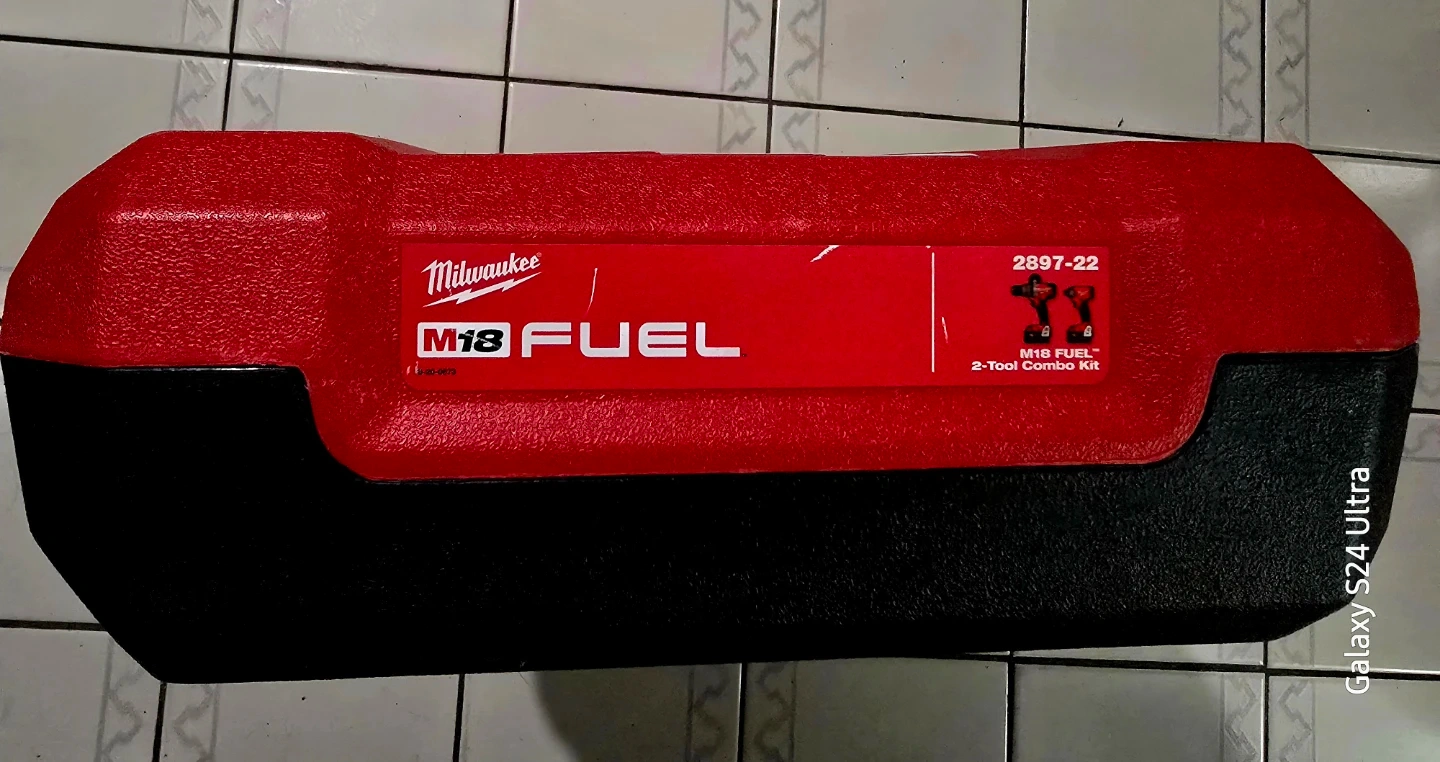 Milwaukee
M18 FUEL
2897-22
M18 FUEL™
2-Tool Combo Kit
Galaxy S24 Ultra